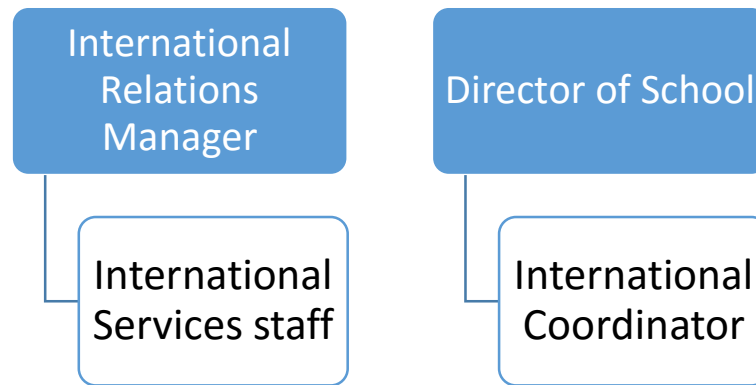 International
Relations
Manager
Director of School
International
Services staff
International
Coordinator